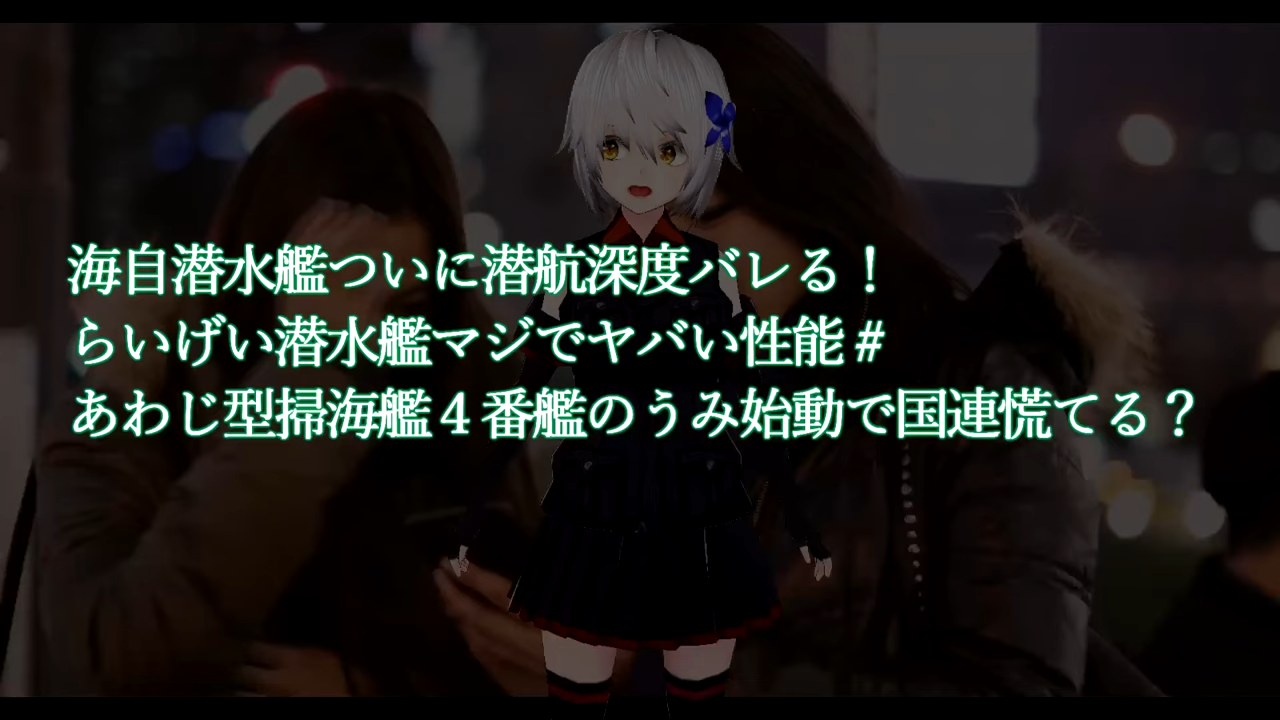 海自潜水艦ついに潜航深度バレる！
らいげい潜水艦マジでヤバい性能＃
あわじ型掃海艦４番艦のうみ始動で国連慌てる？